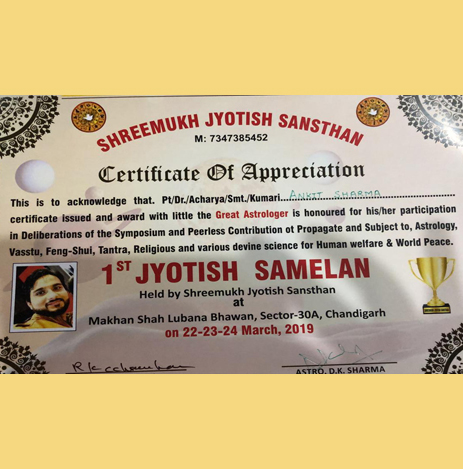 SHREEMUKH JYOTISH SANSTHAN
M: 7347385452
Certificate Of Appreciation
This is to acknowledge that. Pt/Dr./Acharya/Smt./Kumari....ANKIT SHARMA....
certificate issued and award with little the Great Astrologer is honoured for his/her participation
in Deliberations of the Symposium and Peerless Contribution ot Propagate and Subject to, Astrology,
Vasstu, Feng-Shui, Tantra, Religious and various devine science for Human welfare & World Peace.
1ST JYOTISH SAMELAN
Held by Shreemukh Jyotish Sansthan
at
Makhan Shah Lubana Bhawan, Sector-30A, Chandigarh
on 22-23-24 March, 2019
ASTRO. D.K. SHARMA